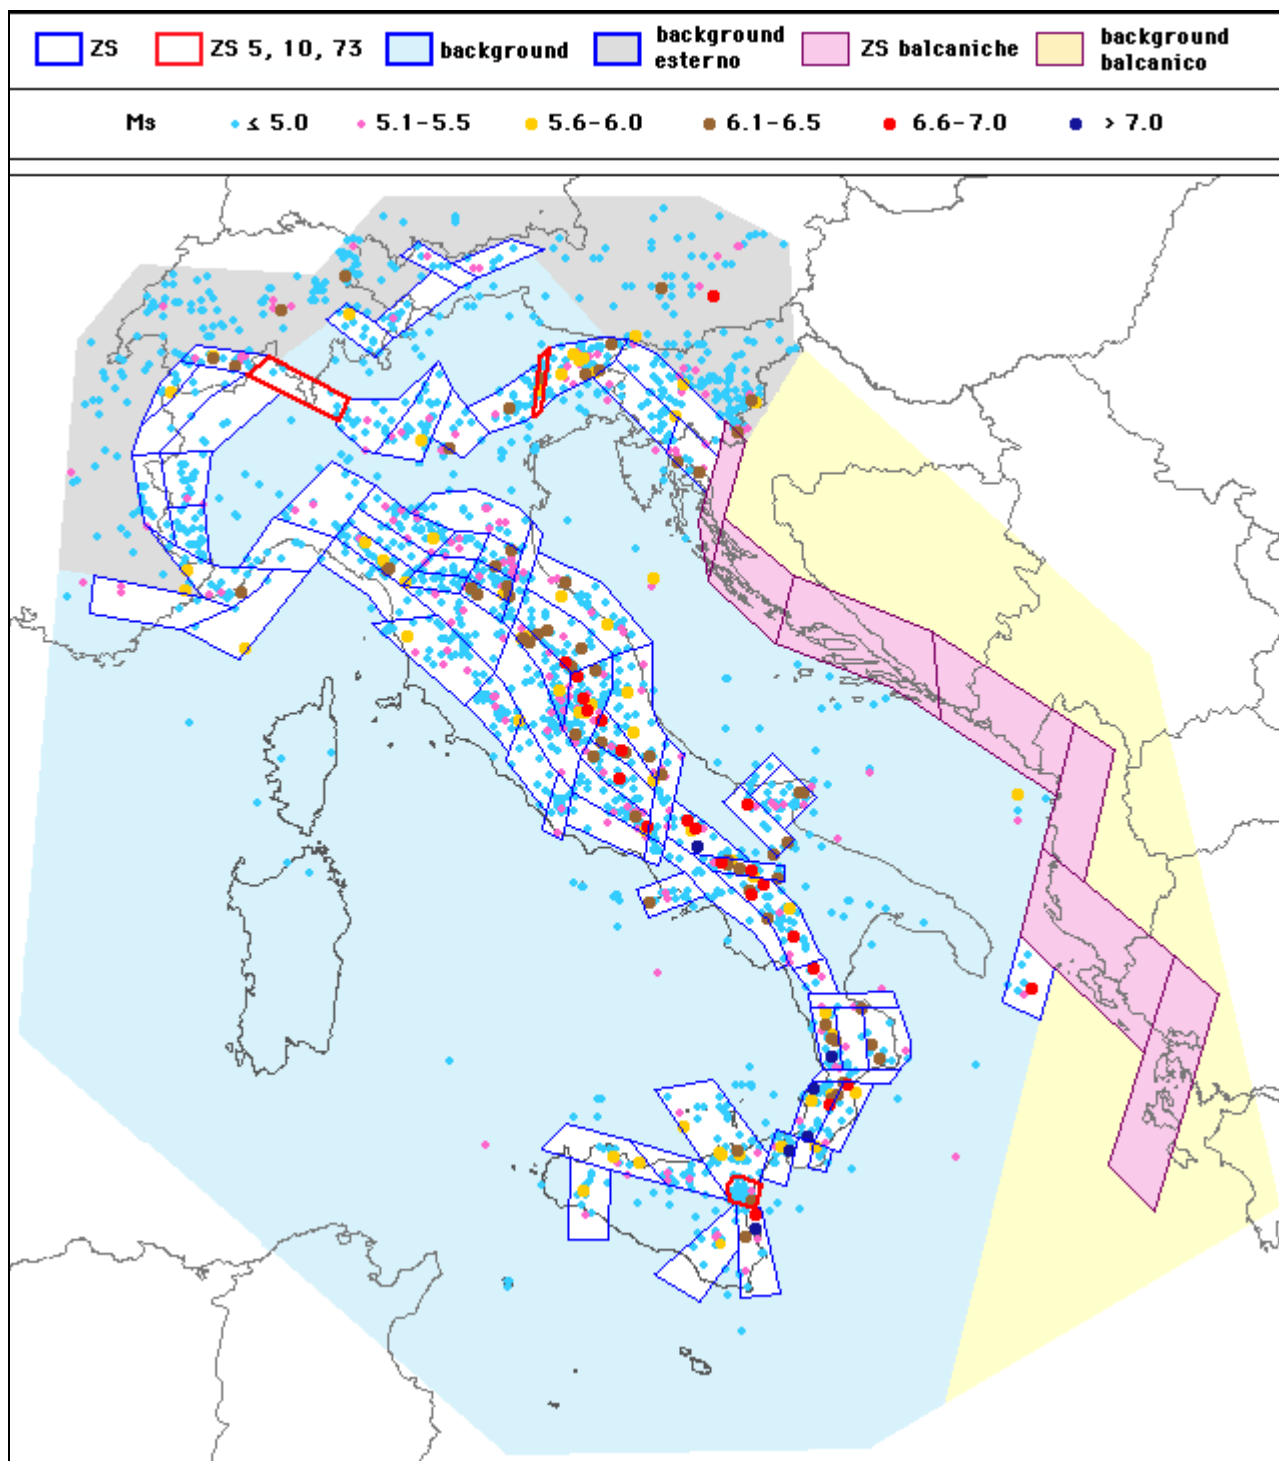 ZS
ZS 5, 10, 73
background
background
esterno
ZS balcaniche
background
balcanico
Ms
≤ 5.0
5.1-5.5
5.6-6.0
6.1-6.5
6.6-7.0
> 7.0